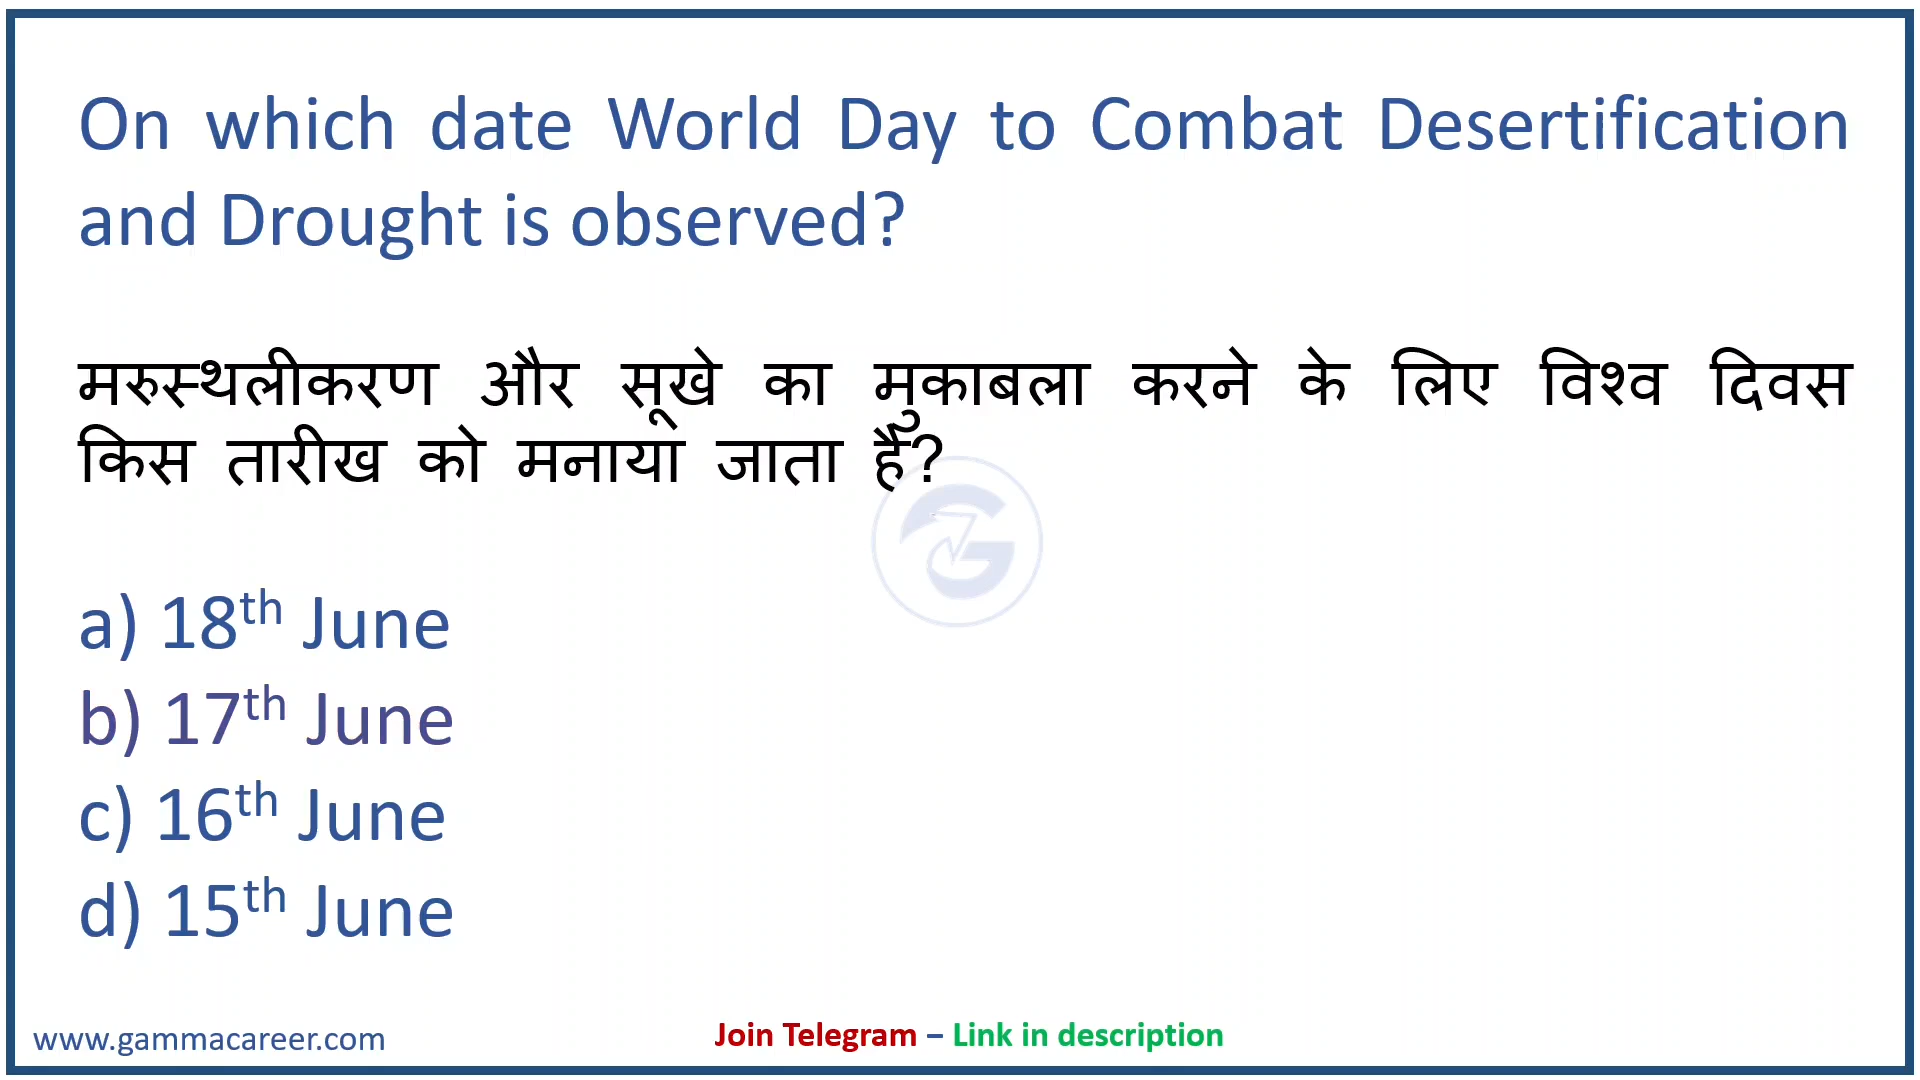 On which date World Day to Combat Desertification
and Drought is observed?
मरुस्थलीकरण और सूखे का मुकाबला करने के लिए विश्व दिवस
किस तारीख को मनाया जाता है?
a) 18th June
b) 17th June
c) 16th June
d) 15th June
www.gammacareer.com
Join Telegram – Link in description